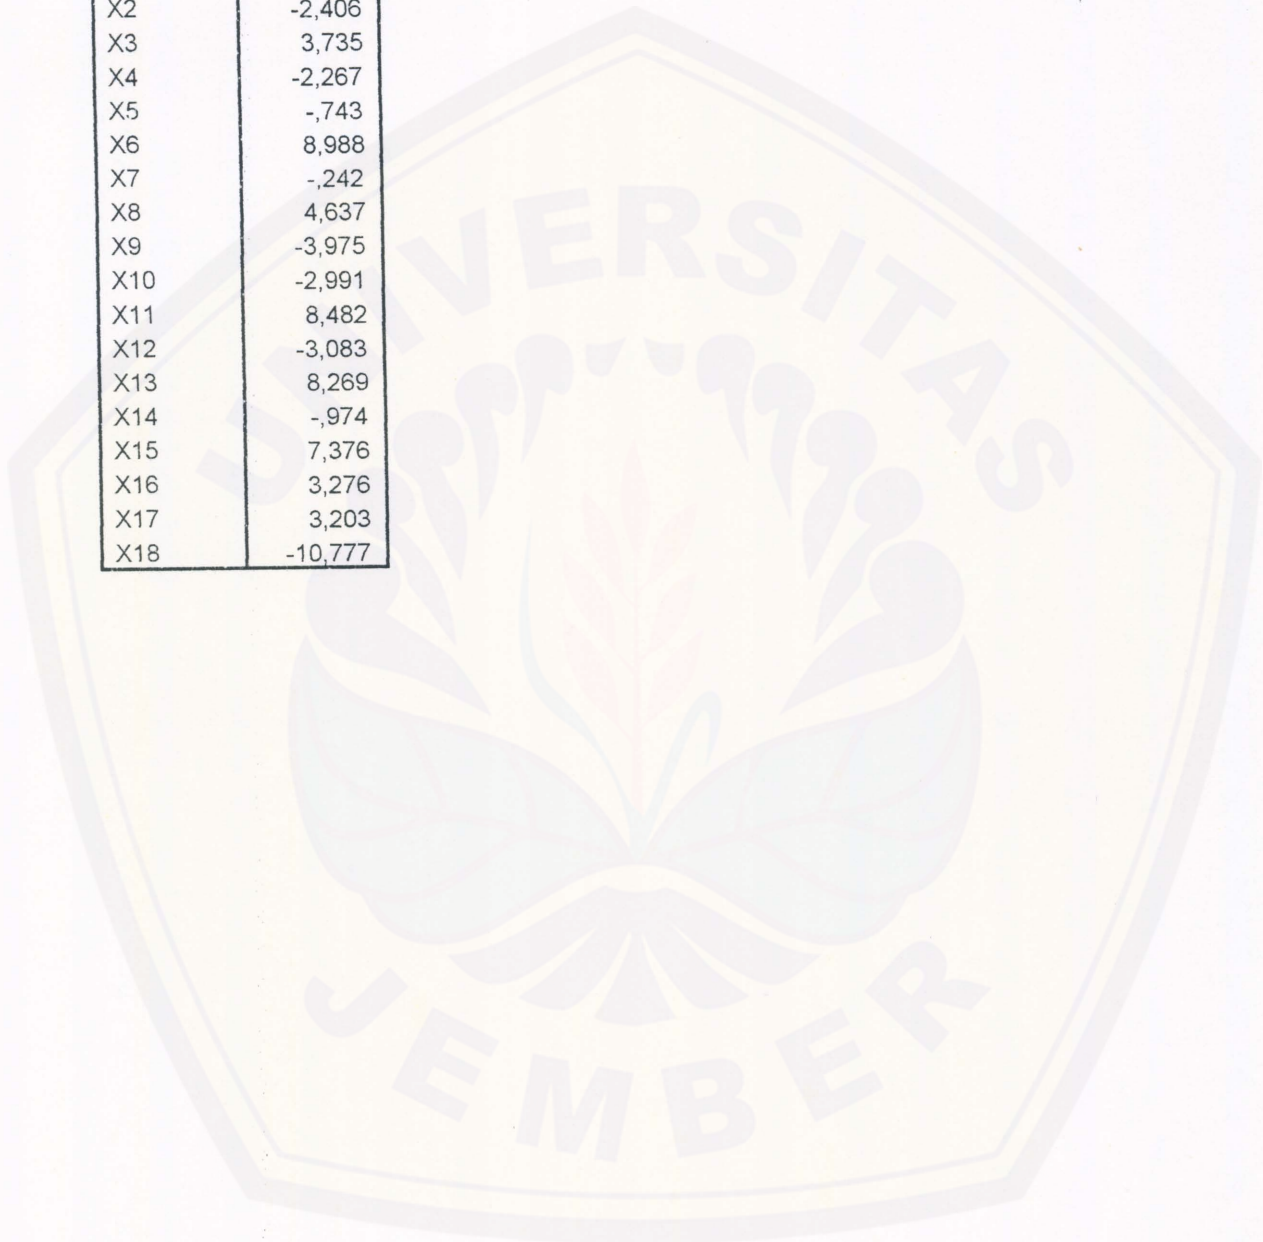 X2 -2,406
X3 3,735
X4 -2,267
X5 -,743
X6 8,988
X7 -,242
X8 4,637
X9 -3,975
X10 -2,991
X11 8,482
X12 -3,083
X13 8,269
X14 -,974
X15 7,376
X16 3,276
X17 3,203
X18 -10,777
UNIVERSITAS
JEMBER